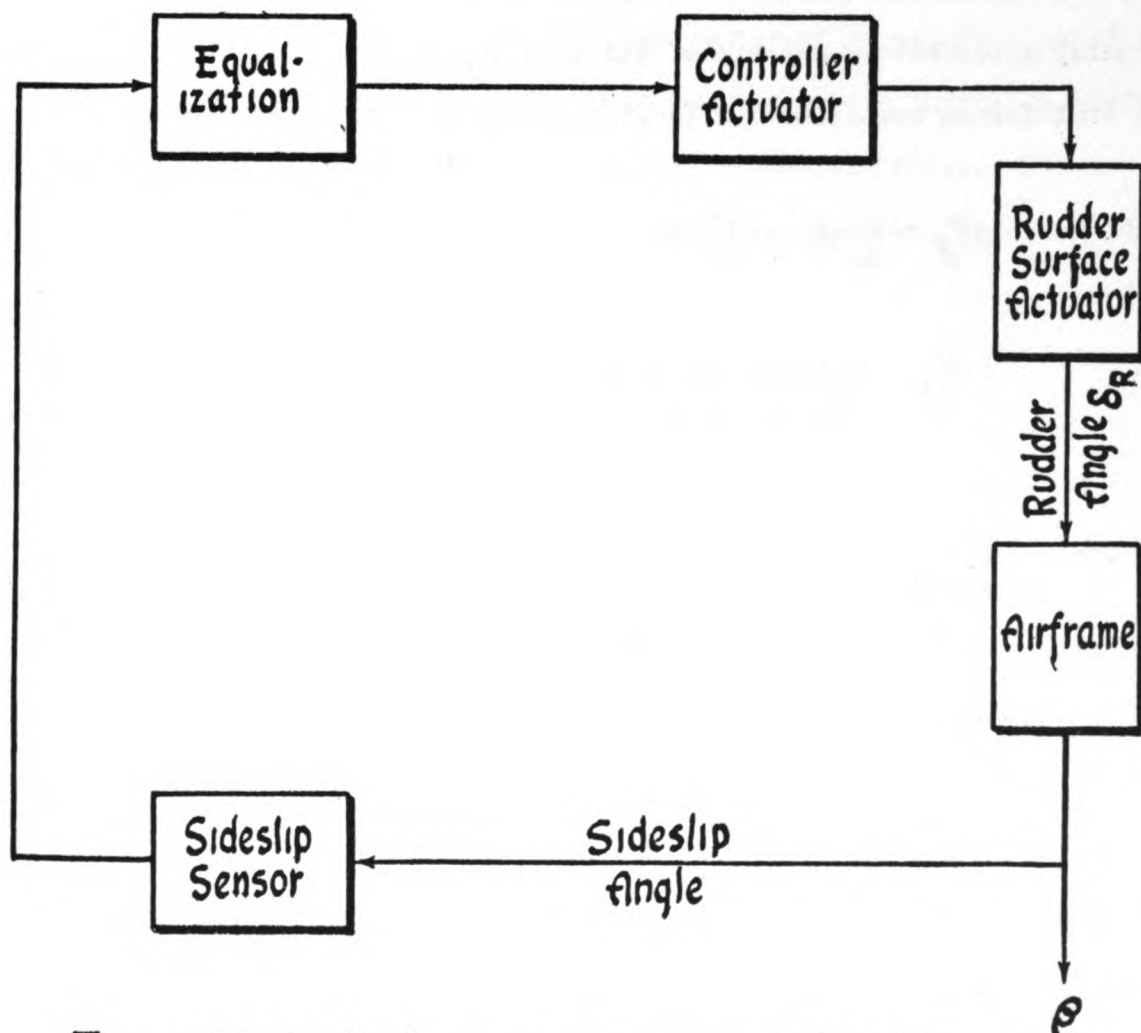 Equal-
ization
Controller
Actuator
Rudder
Surface
Actuator
Rudder
Angle δR
Airframe
Sideslip
Sensor
Sideslip
Angle
β